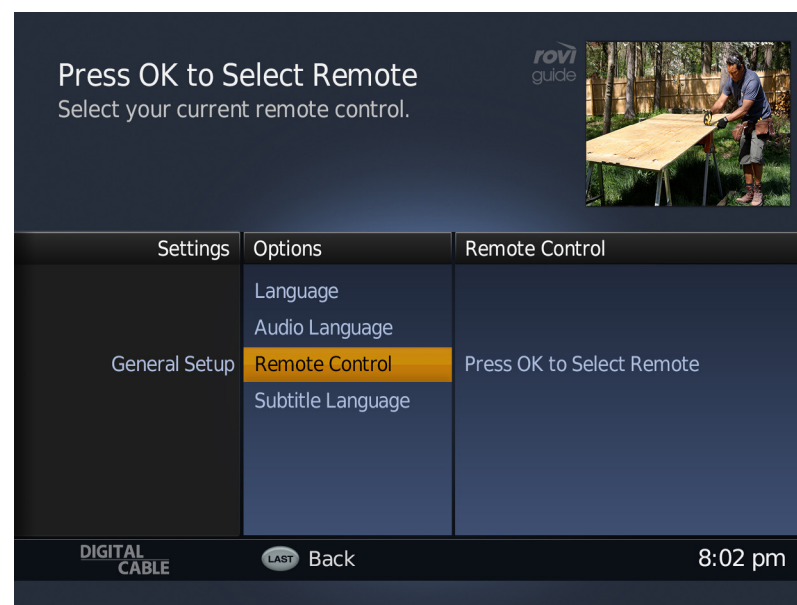 Press OK to Select Remote
Select your current remote control.
rovi
guide
Settings
Options
Remote Control
Language
Audio Language
General Setup
Remote Control
Press OK to Select Remote
Subtitle Language
DIGITAL
CABLE
LAST
Back
8:02 pm